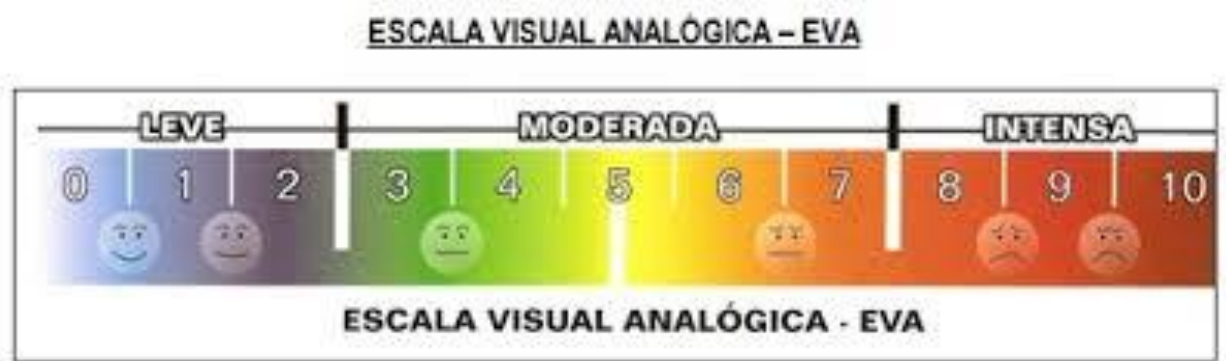 ESCALA VISUAL ANALÓGICA – EVA
LEVE MODERADA INTENSA
0 1 2 3 4 5 6 7 8 9 10
ESCALA VISUAL ANALÓGICA - EVA